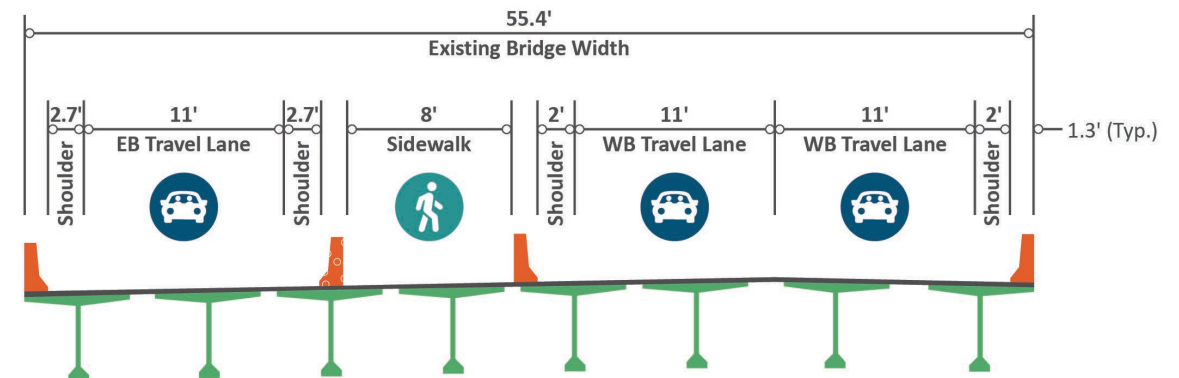 55.4'
Existing Bridge Width
2.7' 11' 2.7' 8' 2' 11' 11' 2'
1.3' (Typ.)
Shoulder EB Travel Lane Shoulder Sidewalk Shoulder WB Travel Lane WB Travel Lane Shoulder